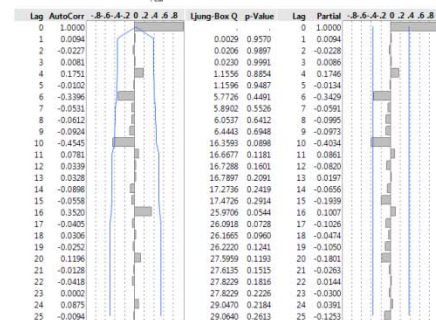 Lag AutoCorr -.8-.6-.4-.2 0 .2 .4 .6 .8 Ljung-Box Q p-Value Lag Partial -.8-.6-.4-.2 0 .2 .4 .6 .8
0 1.0000 . . 0 1.0000
1 0.0094 0.0029 0.9570 1 0.0094
2 -0.0227 0.0206 0.9897 2 -0.0228
3 0.0081 0.0230 0.9991 3 0.0086
4 0.1751 1.1556 0.8854 4 0.1746
5 -0.0102 1.1596 0.9487 5 -0.0134
6 -0.3396 5.7726 0.4491 6 -0.3429
7 -0.0531 5.8902 0.5526 7 -0.0591
8 -0.0612 6.0537 0.6412 8 -0.0995
9 -0.0924 6.4443 0.6948 9 -0.0973
10 -0.4545 16.3593 0.0898 10 -0.4034
11 0.0781 16.6677 0.1181 11 0.0861
12 0.0339 16.7288 0.1601 12 -0.0820
13 0.0328 16.7897 0.2091 13 0.0197
14 -0.0898 17.2736 0.2419 14 -0.0656
15 -0.0558 17.4726 0.2914 15 -0.1939
16 0.3520 25.9706 0.0544 16 0.1007
17 -0.0405 26.0918 0.0728 17 -0.1026
18 0.0306 26.1665 0.0960 18 -0.0474
19 -0.0252 26.2220 0.1241 19 -0.1050
20 0.1196 27.5959 0.1193 20 -0.1801
21 -0.0128 27.6135 0.1515 21 -0.0263
22 -0.0418 27.8229 0.1816 22 0.0144
23 0.0002 27.8229 0.2226 23 -0.0300
24 0.0875 29.0470 0.2184 24 0.0391
25 -0.0094 29.0640 0.2613 25 -0.1253